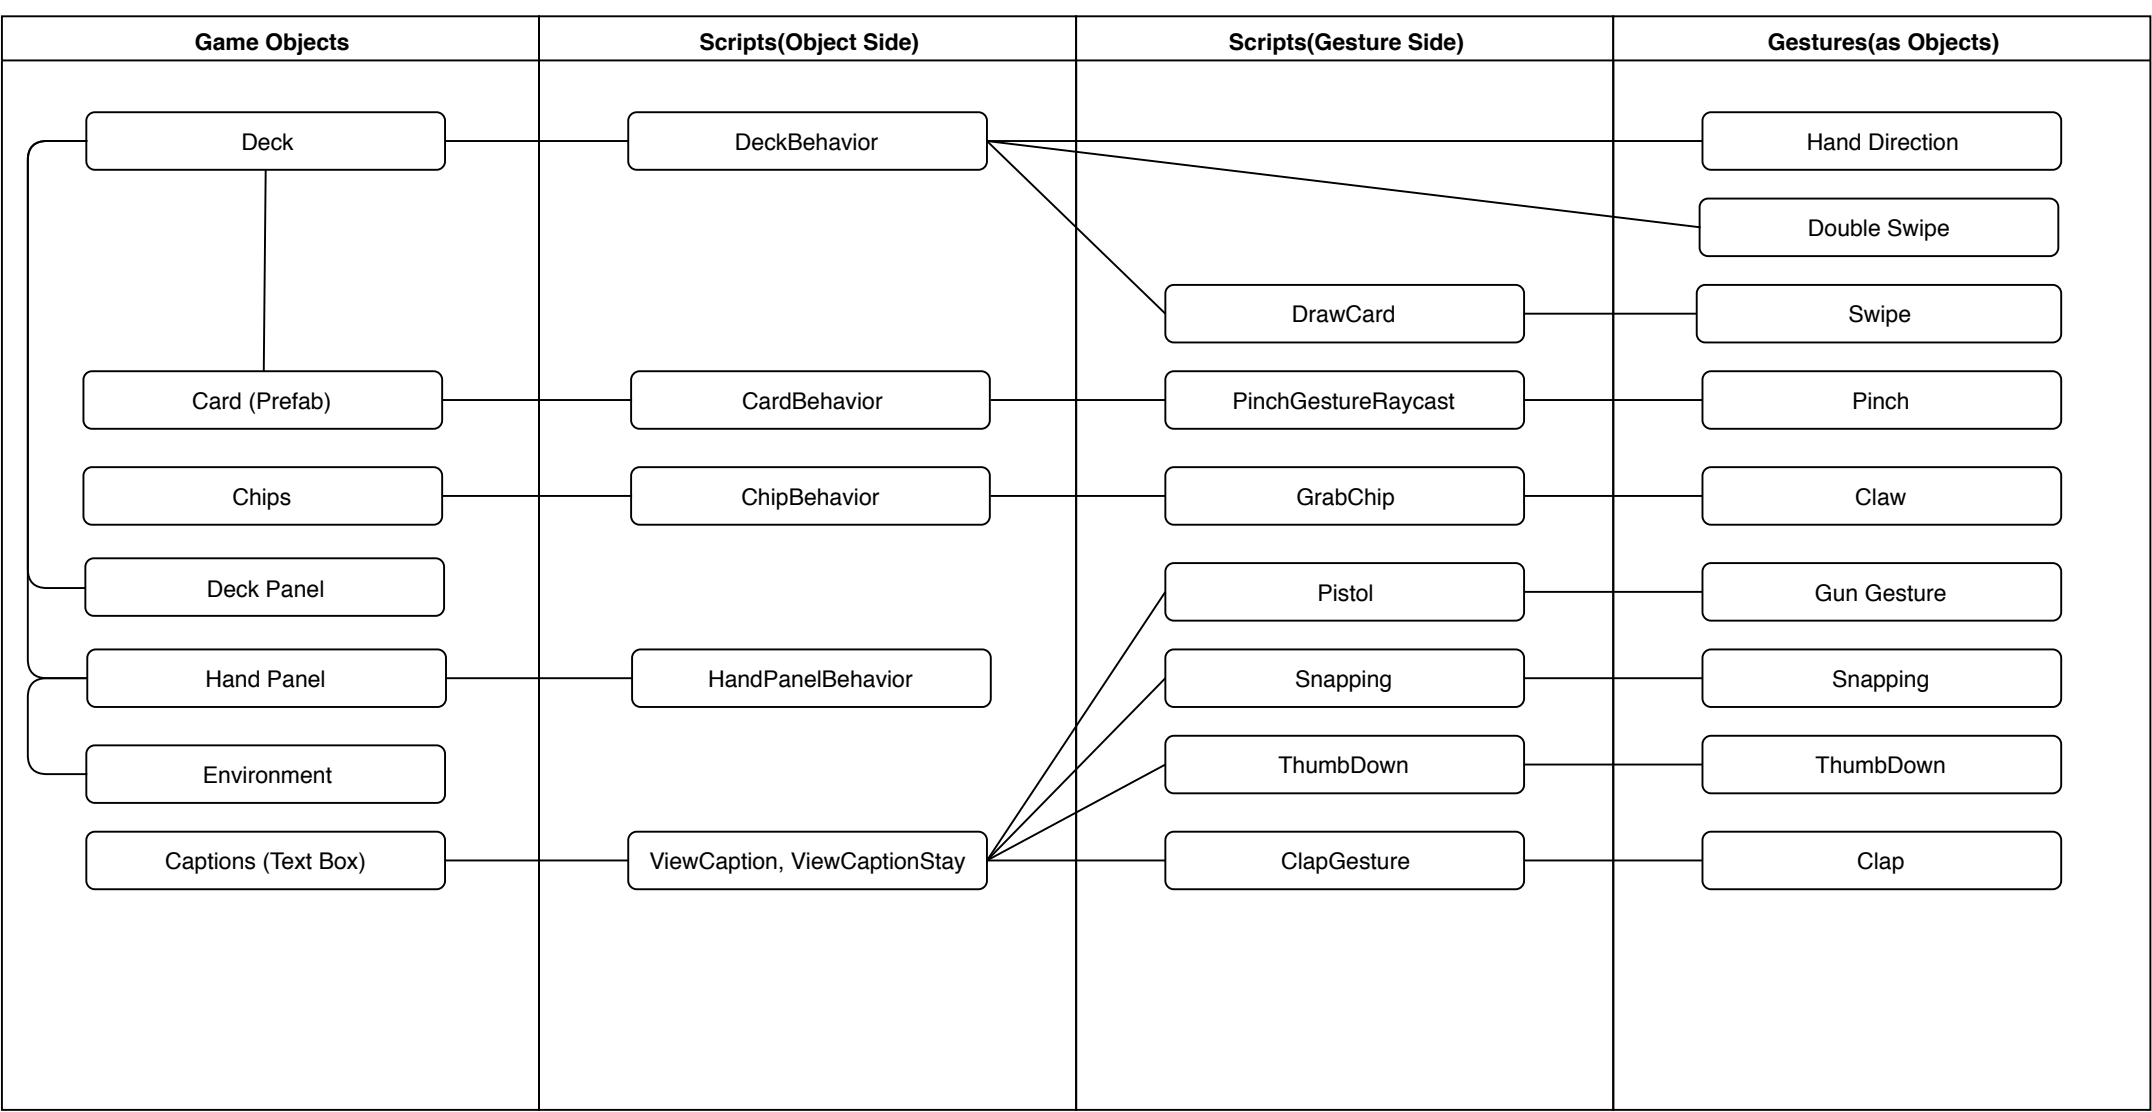 Game Objects
Scripts(Object Side)
Scripts(Gesture Side)
Gestures(as Objects)
Deck
DeckBehavior
Hand Direction
Double Swipe
DrawCard
Swipe
Card (Prefab)
CardBehavior
PinchGestureRaycast
Pinch
Chips
ChipBehavior
GrabChip
Claw
Deck Panel
Pistol
Gun Gesture
Hand Panel
HandPanelBehavior
Snapping
Snapping
Environment
ThumbDown
ThumbDown
Captions (Text Box)
ViewCaption, ViewCaptionStay
ClapGesture
Clap